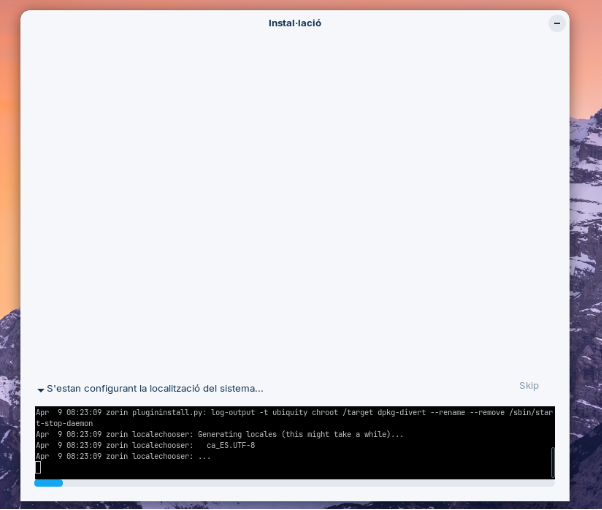 Instal·lació
S'estan configurant la localització del sistema...
Skip
Apr  9 08:23:09 zorin plugininstall.py: log-output -t ubiquity chroot /target dpkg-divert --rename --remove /sbin/star
t-stop-daemon
Apr  9 08:23:09 zorin localechooser: Generating locales (this might take a while)...
Apr  9 08:23:09 zorin localechooser:   ca_ES.UTF-8
Apr  9 08:23:09 zorin localechooser: ...